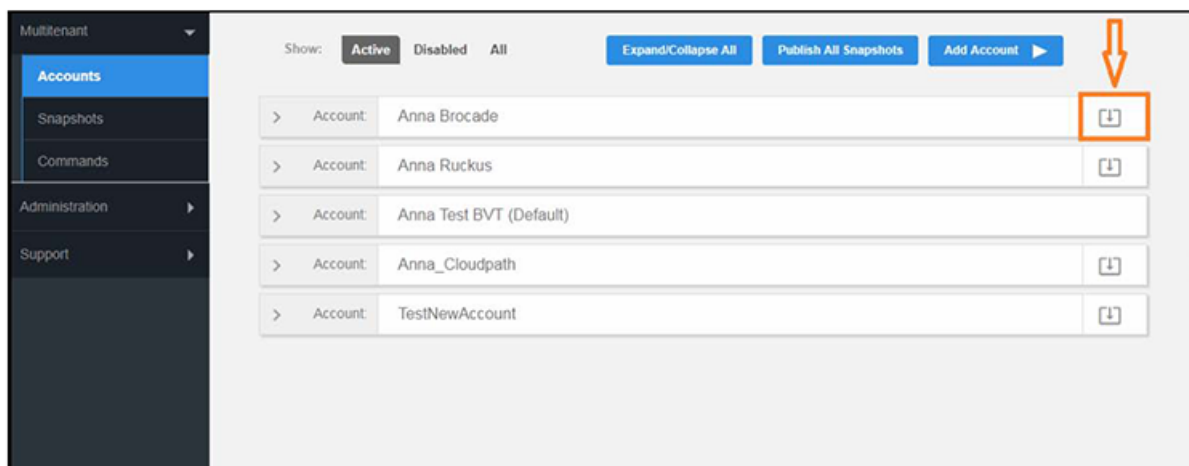 Multitenant
Accounts
Snapshots
Commands
Administration
Support
Show: Active Disabled All Expand/Collapse All Publish All Snapshots Add Account
Account: Anna Brocade
Account: Anna Ruckus
Account: Anna Test BVT (Default)
Account: Anna_Cloudpath
Account: TestNewAccount